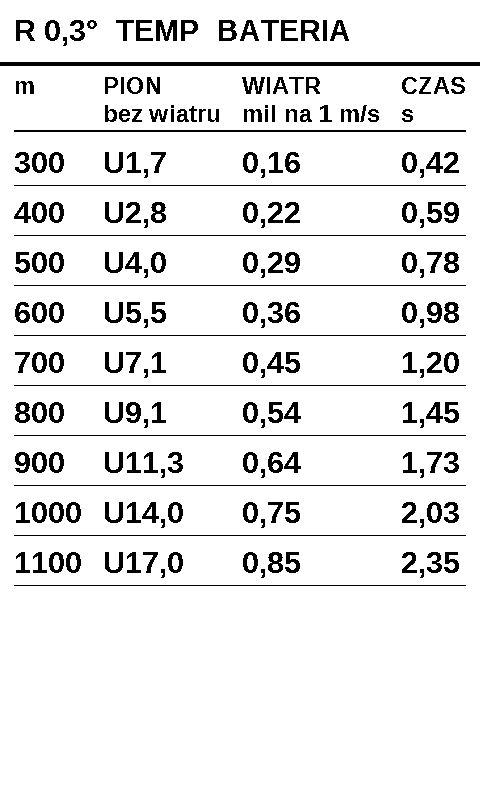 R 0,3° TEMP BATERIA
m PION WIATR CZAS
bez wiatru mil na 1 m/s s
300 U1,7 0,16 0,42
400 U2,8 0,22 0,59
500 U4,0 0,29 0,78
600 U5,5 0,36 0,98
700 U7,1 0,45 1,20
800 U9,1 0,54 1,45
900 U11,3 0,64 1,73
1000 U14,0 0,75 2,03
1100 U17,0 0,85 2,35